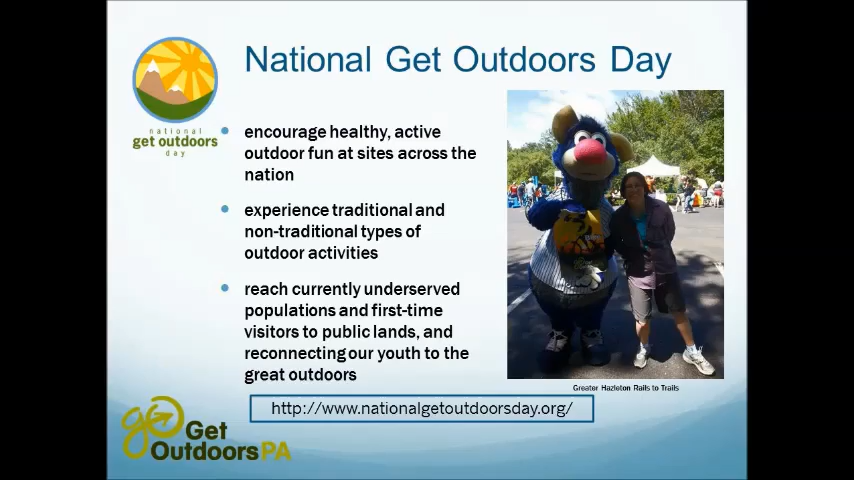 National Get Outdoors Day
national
get outdoors
day
encourage healthy, active
outdoor fun at sites across the
nation
experience traditional and
non-traditional types of
outdoor activities
reach currently underserved
populations and first-time
visitors to public lands, and
reconnecting our youth to the
great outdoors
Greater Hazleton Rails to Trails
http://www.nationalgetoutdoorsday.org/
go
Get
OutdoorsPA